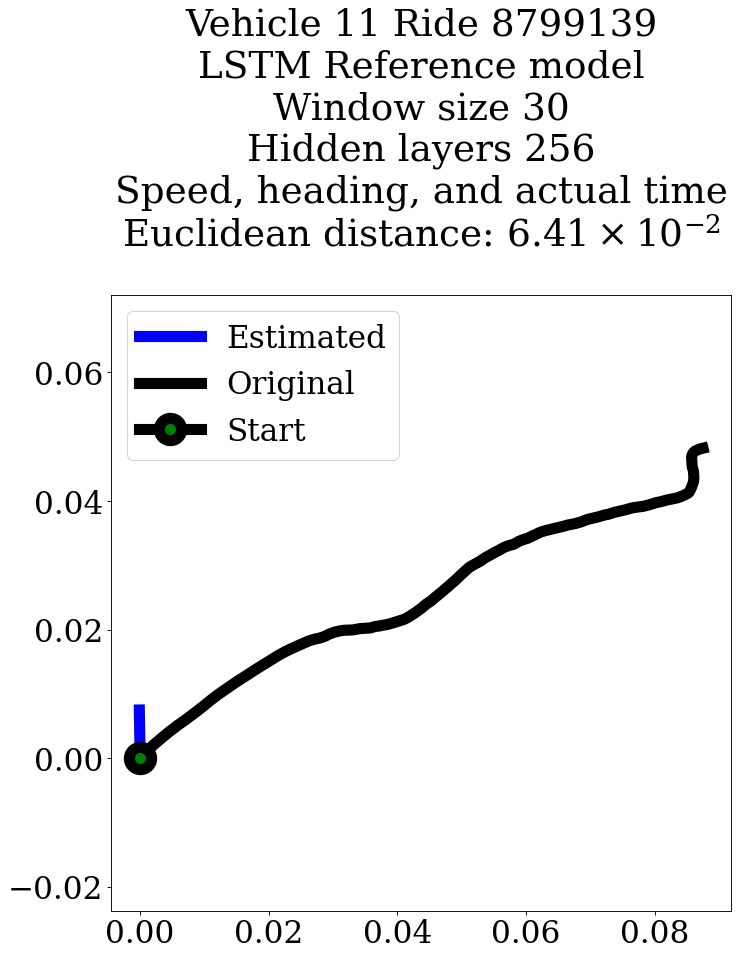 Vehicle 11 Ride 8799139
LSTM Reference model
Window size 30
Hidden layers 256
Speed, heading, and actual time
Euclidean distance: 6.41 × 10⁻²
Estimated
Original
Start
0.06
0.04
0.02
0.00
−0.02
0.00 0.02 0.04 0.06 0.08